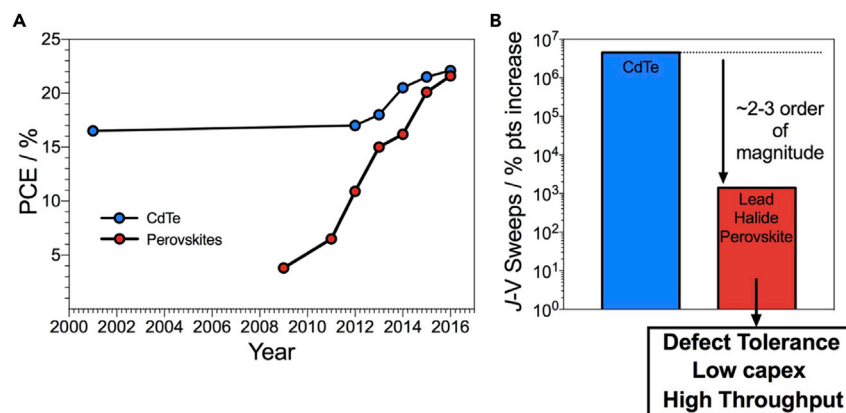 A
25
20
15
10
5
PCE / %
CdTe
Perovskites
2000 2002 2004 2006 2008 2010 2012 2014 2016
Year
B
10⁷
10⁶
10⁵
10⁴
10³
10²
10¹
10⁰
J-V Sweeps / % pts increase
CdTe
~2-3 order
of
magnitude
Lead
Halide
Perovskite
Defect Tolerance
Low capex
High Throughput